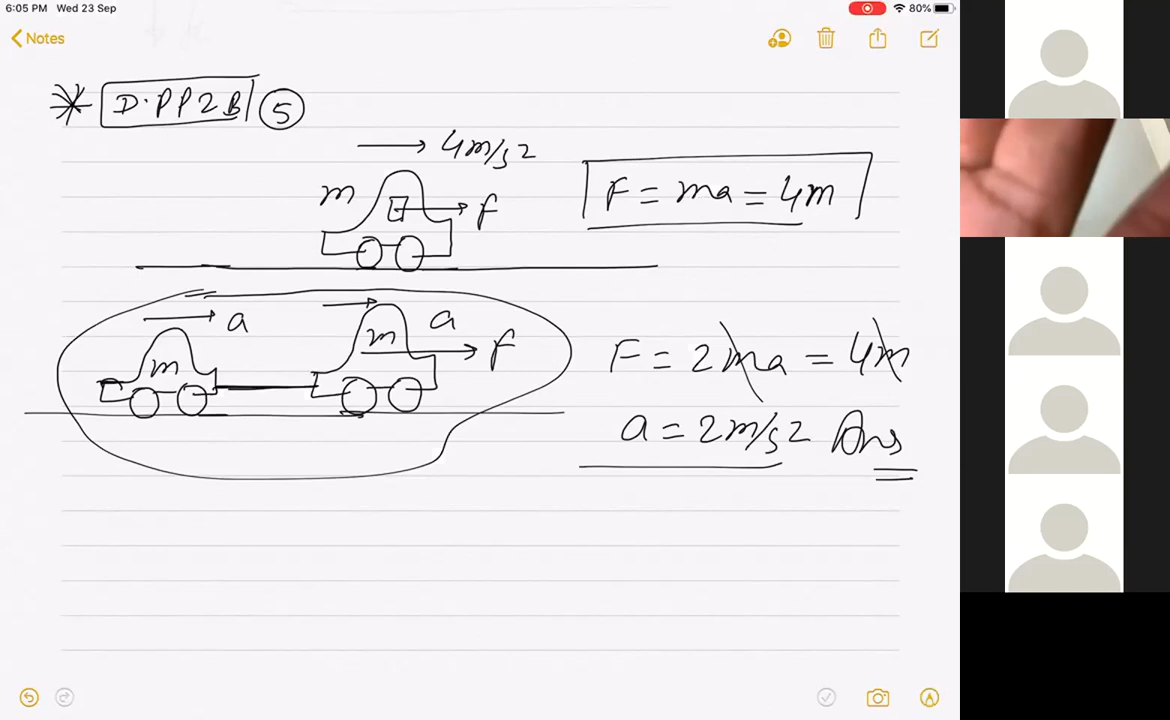 6:05 PM Wed 23 Sep
80%
Notes
* D.PP2B 5
4m/s2
m
F
F = ma = 4m
a
a
m
m
F
F = 2ma = 4m
a = 2m/s2 Ans